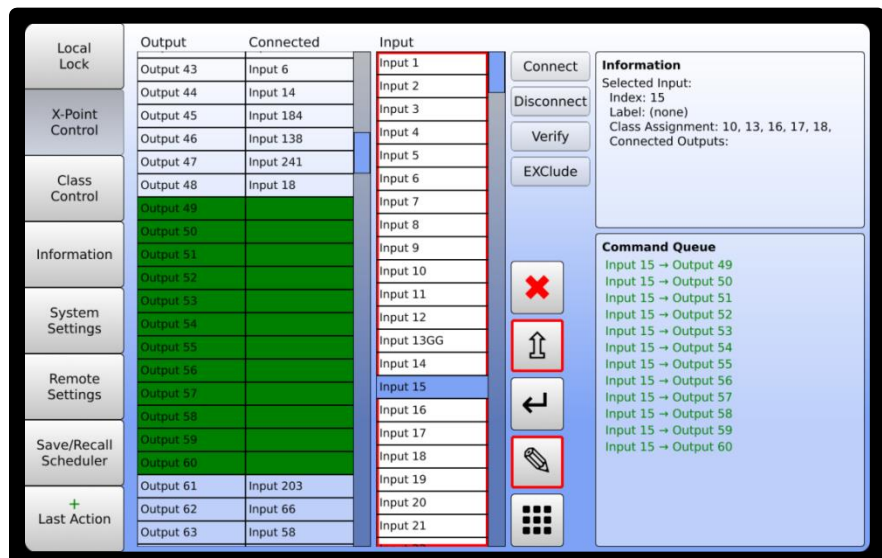 Local
Lock
X-Point
Control
Class
Control
Information
System
Settings
Remote
Settings
Save/Recall
Scheduler
+
Last Action
Output Connected
Output 43 Input 6
Output 44 Input 14
Output 45 Input 184
Output 46 Input 138
Output 47 Input 241
Output 48 Input 18
Output 49
Output 50
Output 51
Output 52
Output 53
Output 54
Output 55
Output 56
Output 57
Output 58
Output 59
Output 60
Output 61 Input 203
Output 62 Input 66
Output 63 Input 58
Input
Input 1
Input 2
Input 3
Input 4
Input 5
Input 6
Input 7
Input 8
Input 9
Input 10
Input 11
Input 12
Input 13GG
Input 14
Input 15
Input 16
Input 17
Input 18
Input 19
Input 20
Input 21
Connect
Disconnect
Verify
EXClude
Information
Selected Input:
Index: 15
Label: (none)
Class Assignment: 10, 13, 16, 17, 18,
Connected Outputs:
Command Queue
Input 15 → Output 49
Input 15 → Output 50
Input 15 → Output 51
Input 15 → Output 52
Input 15 → Output 53
Input 15 → Output 54
Input 15 → Output 55
Input 15 → Output 56
Input 15 → Output 57
Input 15 → Output 58
Input 15 → Output 59
Input 15 → Output 60